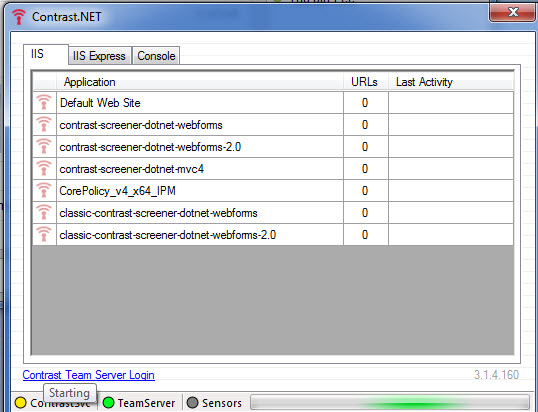 Contrast.NET
IIS IIS Express Console
Application URLs Last Activity
Default Web Site 0
contrast-screener-dotnet-webforms 0
contrast-screener-dotnet-webforms-2.0 0
contrast-screener-dotnet-mvc4 0
CorePolicy_v4_x64_IPM 0
classic-contrast-screener-dotnet-webforms 0
classic-contrast-screener-dotnet-webforms-2.0 0
Contrast Team Server Login 3.1.4.160
Starting
ContrastSvc TeamServer Sensors